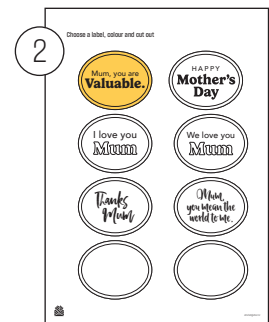 2
Choose a label, colour and cut out
Mum, you are
Valuable.
HAPPY
Mother's
Day
I love you
Mum
We love you
Mum
Thanks
Mum
Mum,
you mean the
world to me.